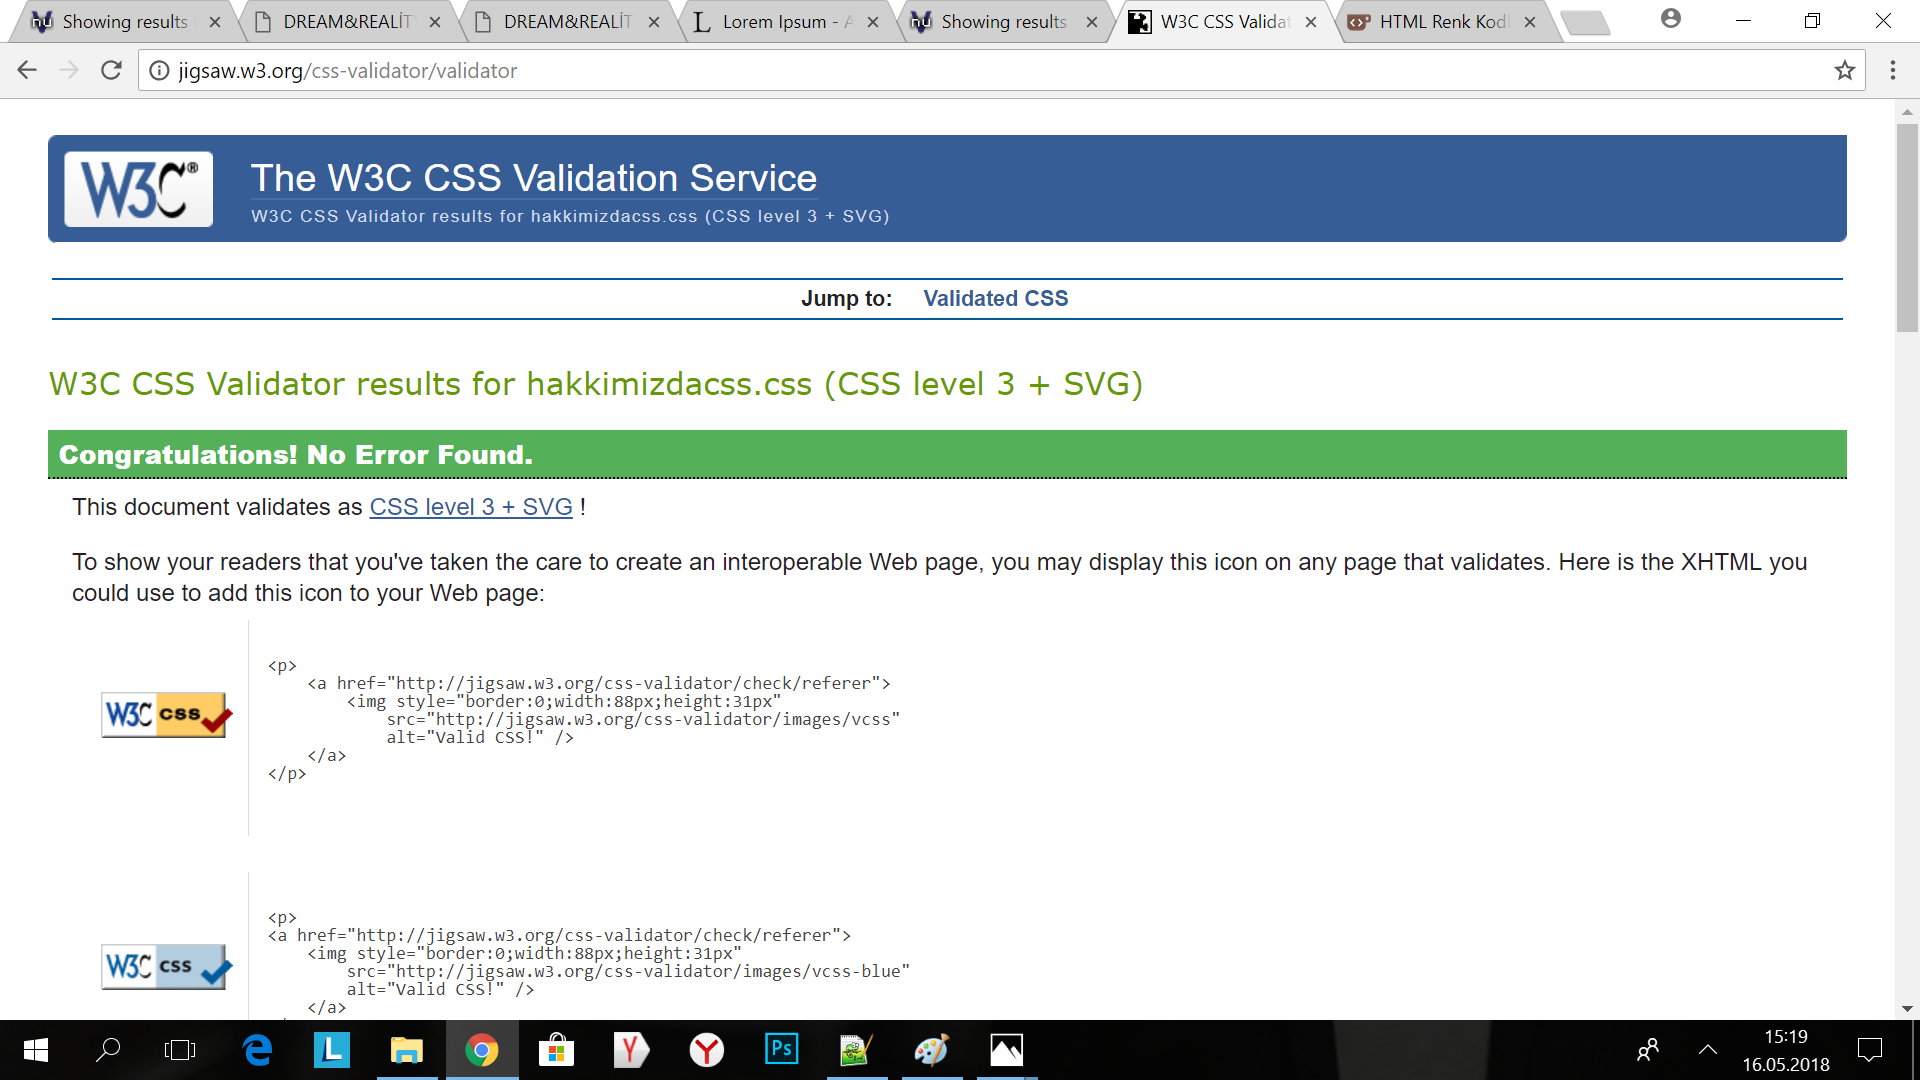 Showing results
DREAM&REALİT
DREAM&REALİT
Lorem Ipsum - A
Showing results
W3C CSS Validat
HTML Renk Kodl
jigsaw.w3.org/css-validator/validator
W3C®
The W3C CSS Validation Service
W3C CSS Validator results for hakkimizdacss.css (CSS level 3 + SVG)
Jump to: Validated CSS
W3C CSS Validator results for hakkimizdacss.css (CSS level 3 + SVG)
Congratulations! No Error Found.
This document validates as CSS level 3 + SVG !
To show your readers that you've taken the care to create an interoperable Web page, you may display this icon on any page that validates. Here is the XHTML you
could use to add this icon to your Web page:
W3C css
<p>
<a href="http://jigsaw.w3.org/css-validator/check/referer">
<img style="border:0;width:88px;height:31px"
src="http://jigsaw.w3.org/css-validator/images/vcss"
alt="Valid CSS!" />
</a>
</p>
W3C css
<p>
<a href="http://jigsaw.w3.org/css-validator/check/referer">
<img style="border:0;width:88px;height:31px"
src="http://jigsaw.w3.org/css-validator/images/vcss-blue"
alt="Valid CSS!" />
</a>
L
Y
Y
Ps
15:19
16.05.2018